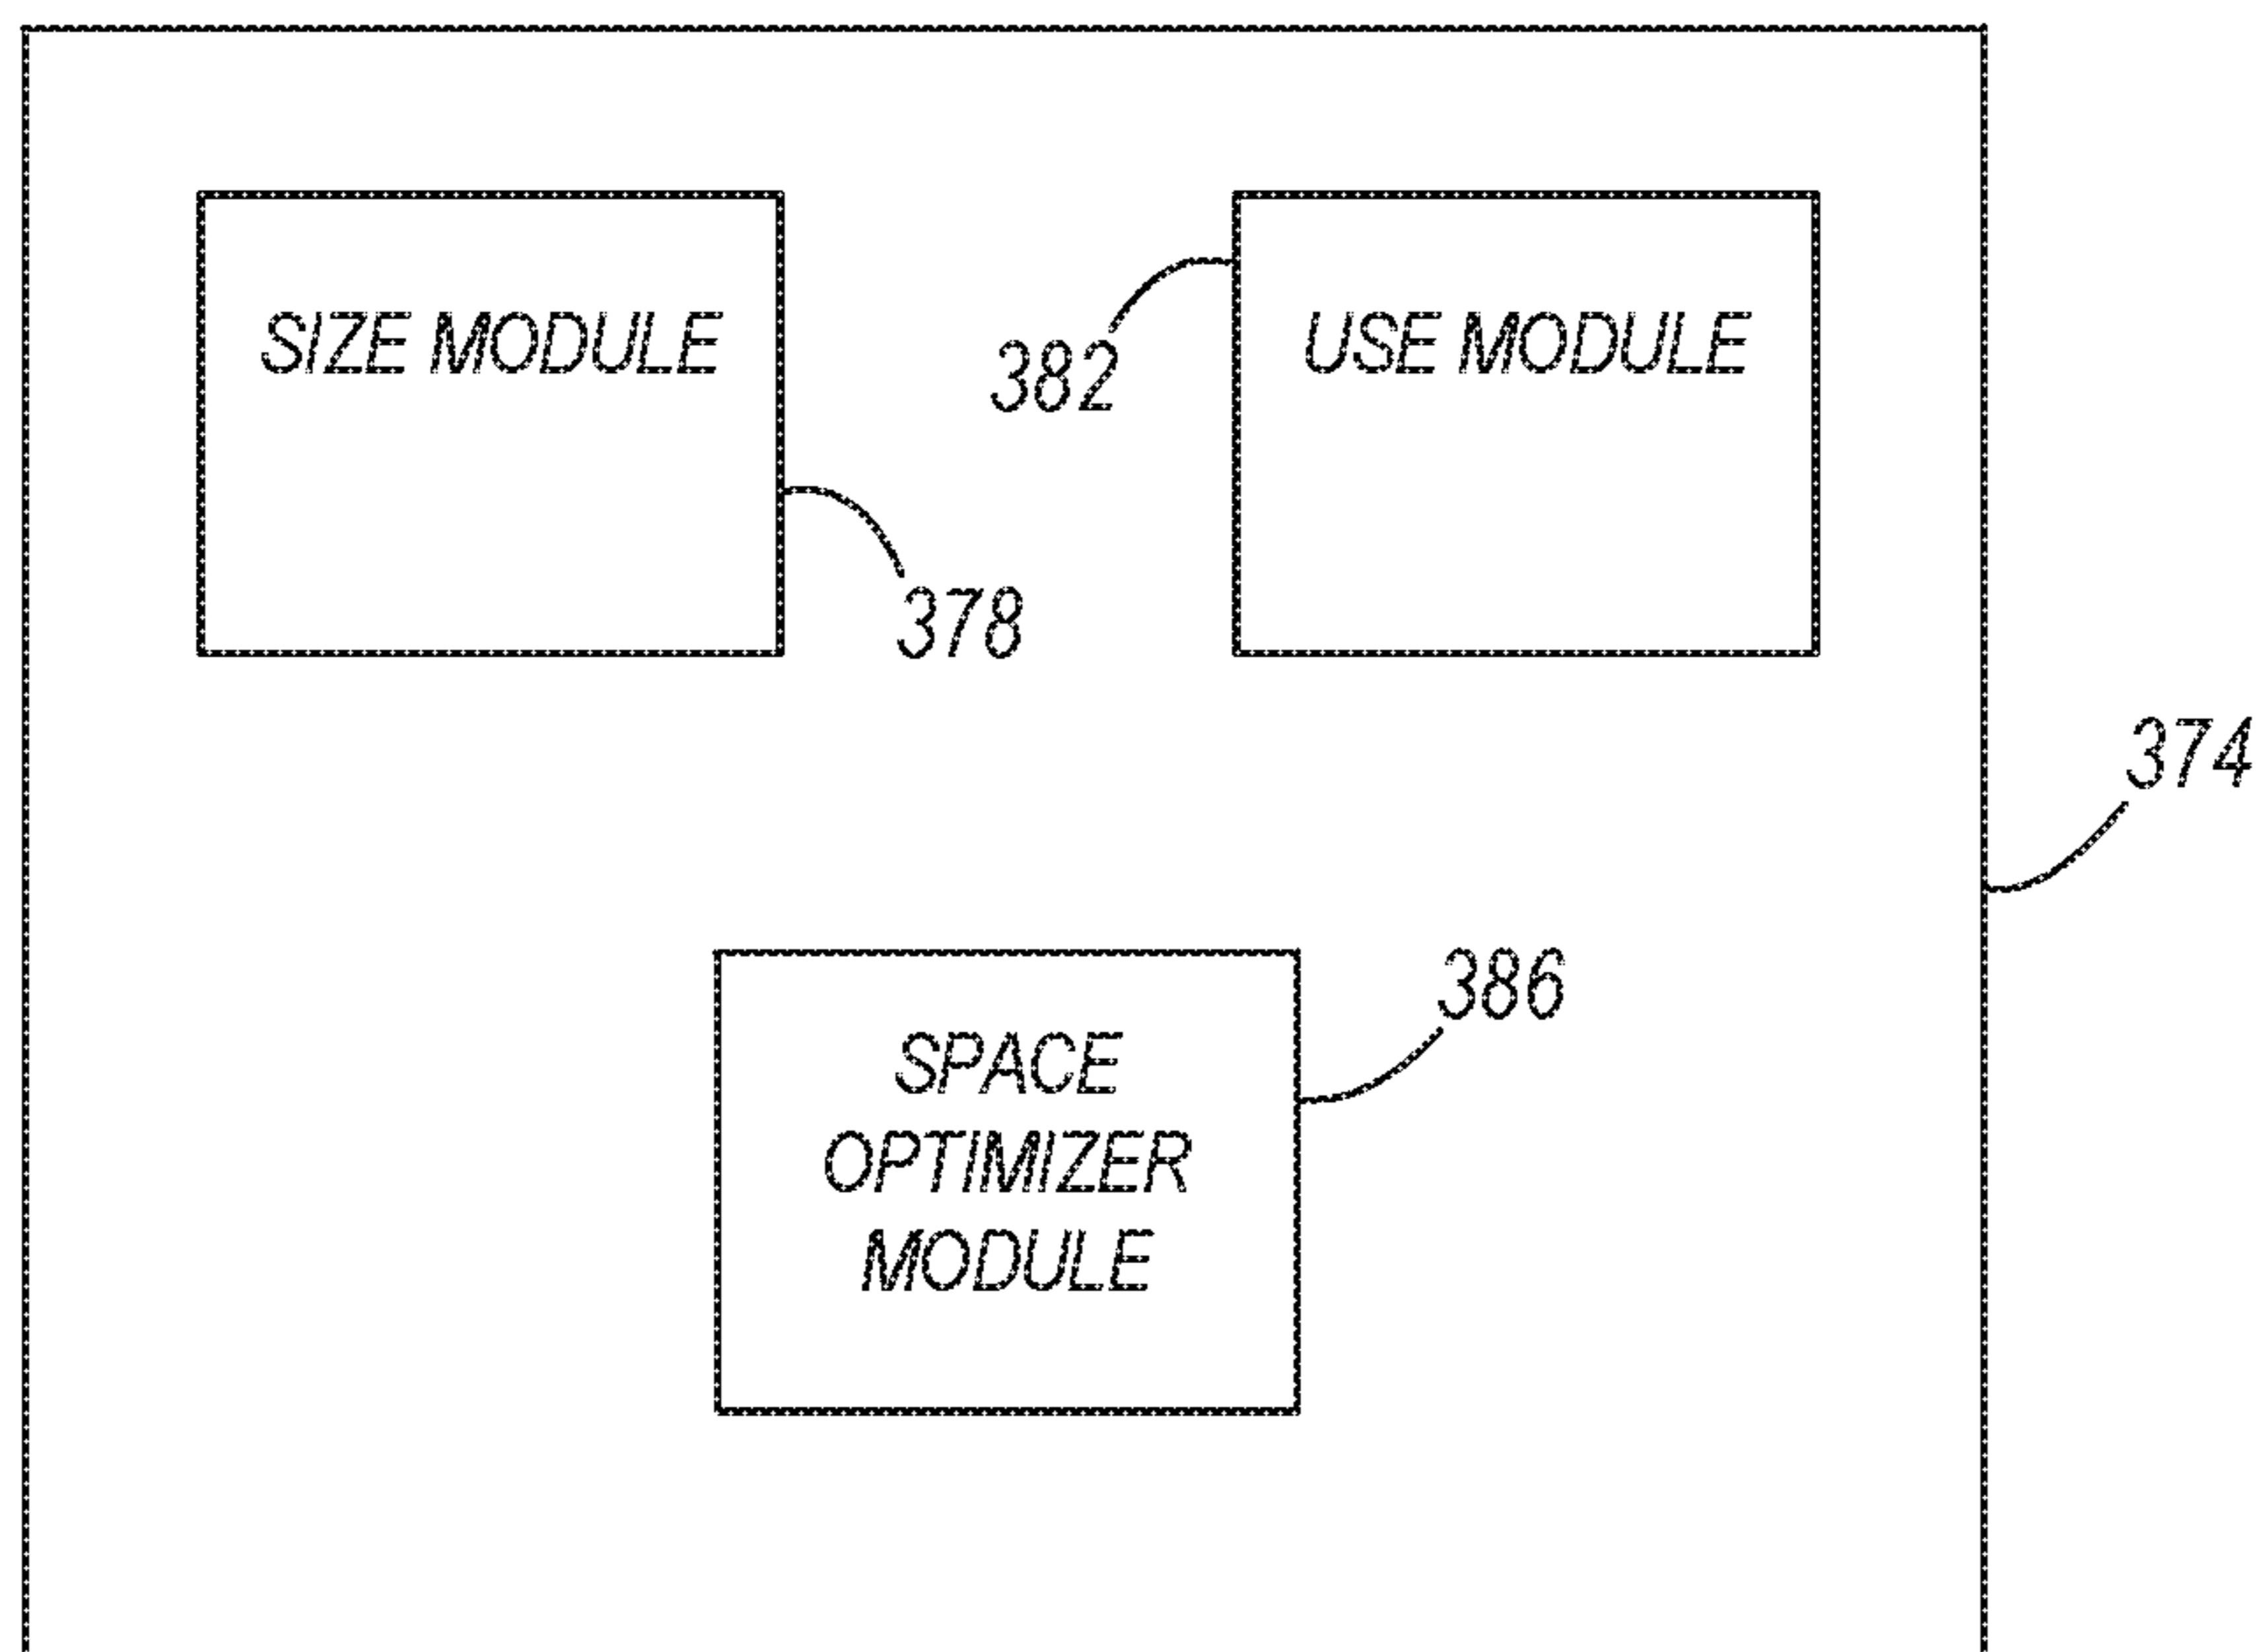 SIZE MODULE
USE MODULE
382
378
374
386
SPACE
OPTIMIZER
MODULE